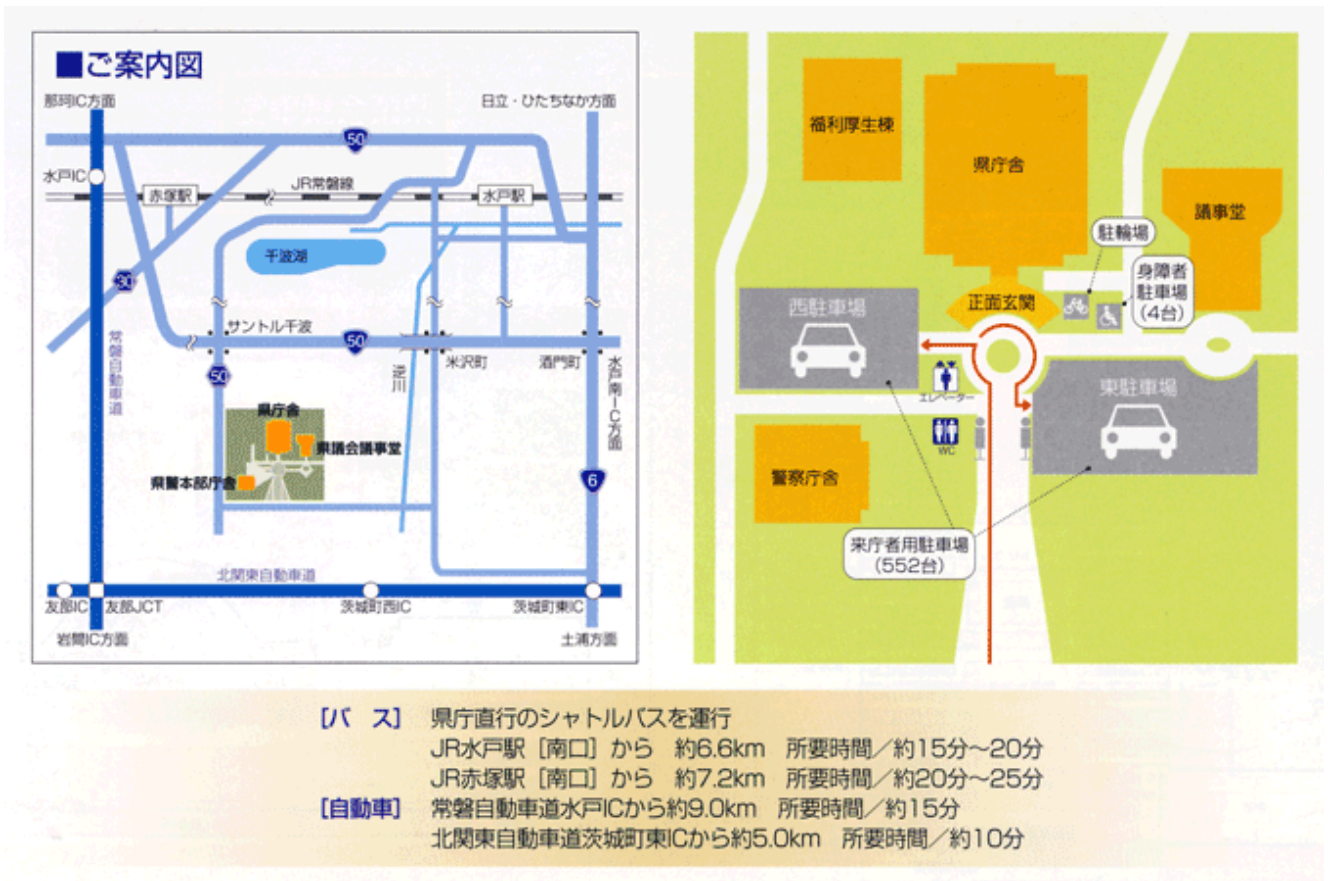 ■ご案内図
那珂IC方面
日立・ひたちなか方面
50
水戸IC
赤塚駅
JR常磐線
水戸駅
千波湖
30
サントル千波
50
常磐自動車道
50
逆川
米沢町
酒門町
水戸南IC方面
県庁舎
県議会議事堂
県警本部庁舎
6
北関東自動車道
友部IC
友部JCT
茨城町西IC
茨城町東IC
岩間IC方面
土浦方面
福利厚生棟
県庁舎
議事堂
駐輪場
身障者
駐車場
(4台)
正面玄関
西駐車場
エレベーター
東駐車場
WC
警察庁舎
来庁者用駐車場
(552台)
[バ ス] 県庁直行のシャトルバスを運行
JR水戸駅[南口]から 約6.6km 所要時間/約15分〜20分
JR赤塚駅[南口]から 約7.2km 所要時間/約20分〜25分
[自動車] 常磐自動車道水戸ICから約9.0km 所要時間/約15分
北関東自動車道茨城町東ICから約5.0km 所要時間/約10分